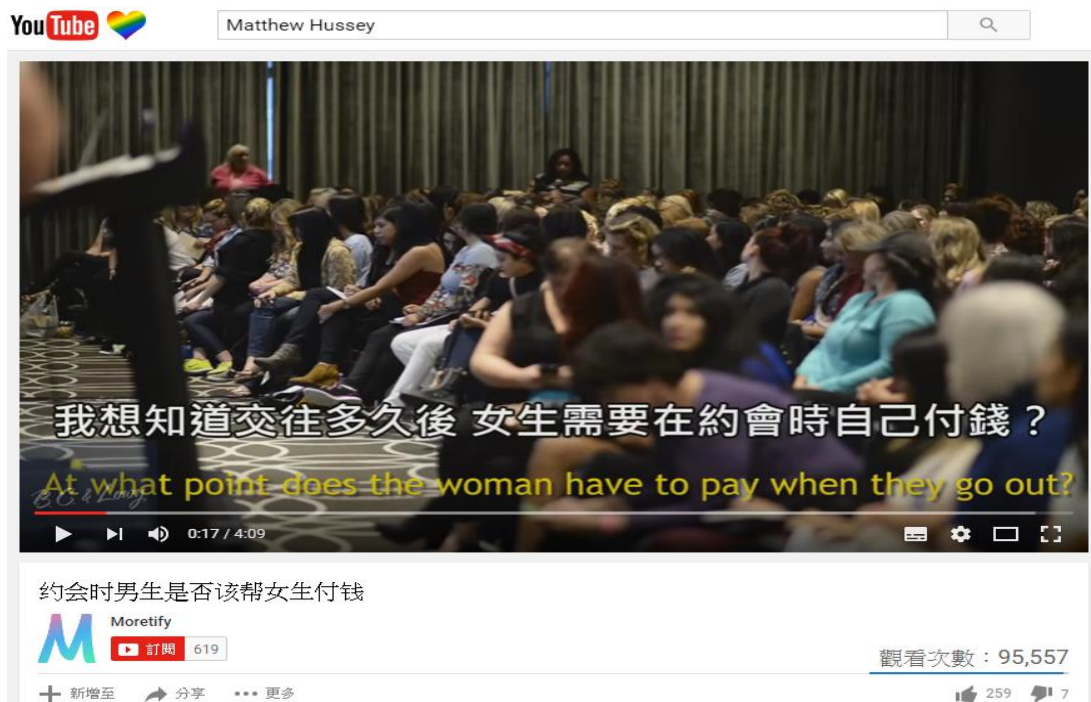 YouTube
Matthew Hussey
我想知道交往多久後 女生需要在約會時自己付錢？
At what point does the woman have to pay when they go out?
0:17 / 4:09
约会时男生是否该帮女生付钱
Moretify
訂閱 619
觀看次數：95,557
新增至 分享 更多 259 7